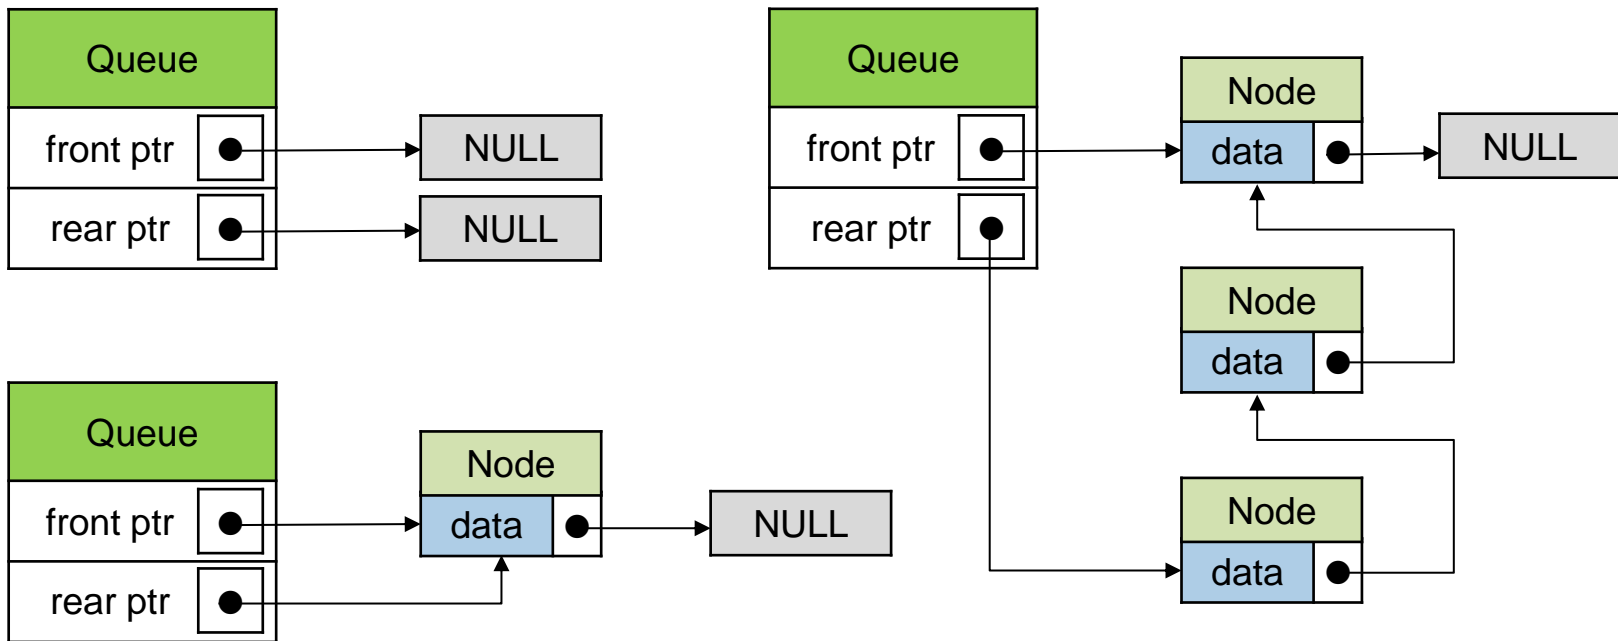 Queue
front ptr
NULL
rear ptr
NULL
Queue
front ptr
rear ptr
Node
data
NULL
Node
data
Node
data
Queue
front ptr
rear ptr
Node
data
NULL